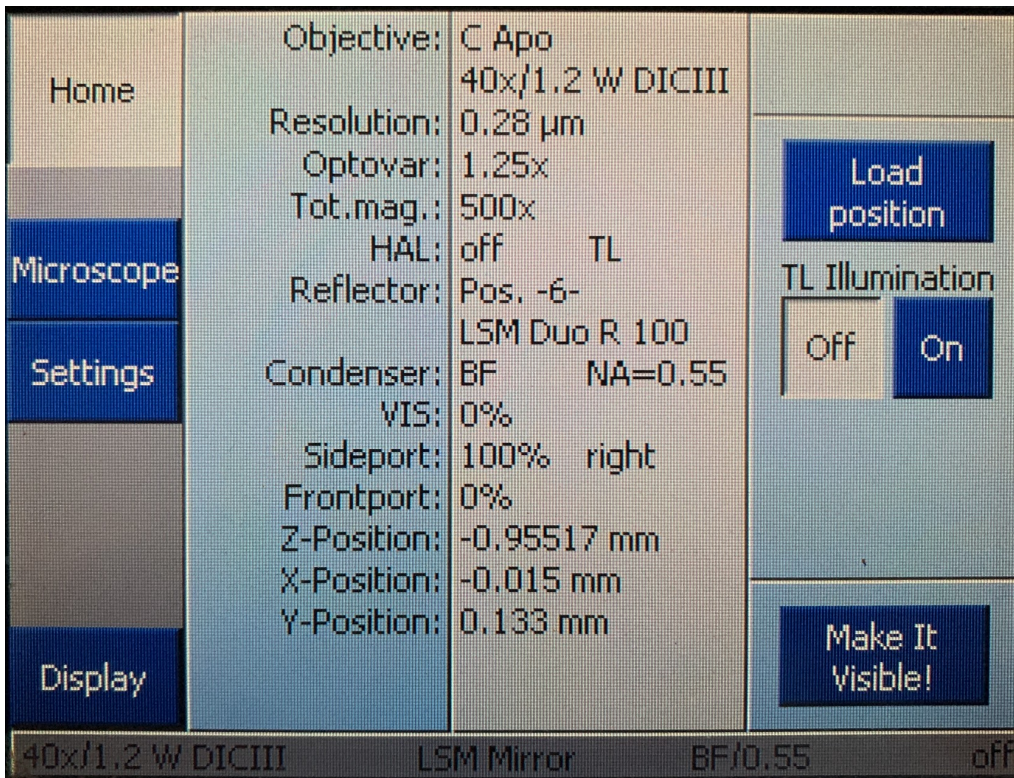 Home
Microscope
Settings
Display
Objective: C Apo
40x/1.2 W DICIII
Resolution: 0.28 µm
Optovar: 1.25x
Tot.mag.: 500x
HAL: off TL
Reflector: Pos. -6-
LSM Duo R 100
Condenser: BF NA=0.55
VIS: 0%
Sideport: 100% right
Frontport: 0%
Z-Position: -0.95517 mm
X-Position: -0.015 mm
Y-Position: 0.133 mm
Load
position
TL Illumination
Off On
Make It
Visible!
40x/1.2 W DICIII LSM Mirror BF/0.55 off